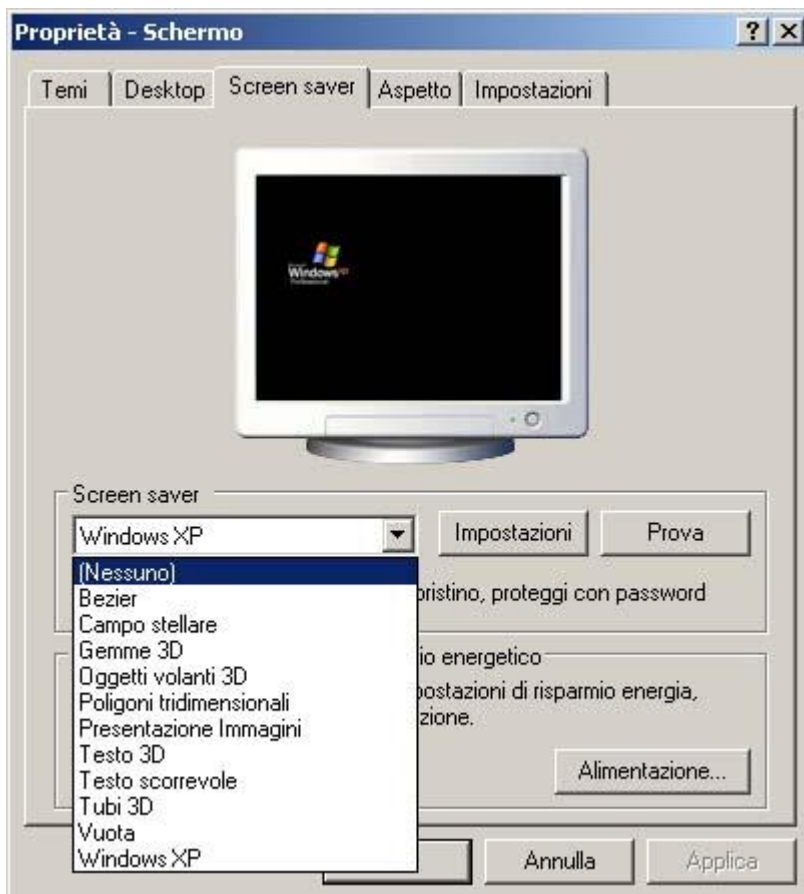 Proprietà - Schermo
Temi Desktop Screen saver Aspetto Impostazioni
Windows XP
Professional
Screen saver
Windows XP Impostazioni Prova
(Nessuno)
Bezier pristino, proteggi con password
Campo stellare
Gemme 3D io energetico
Oggetti volanti 3D
Poligoni tridimensionali postazioni di risparmio energia,
Presentazione Immagini zione.
Testo 3D
Testo scorrevole Alimentazione...
Tubi 3D
Vuota
Windows XP Annulla Applica